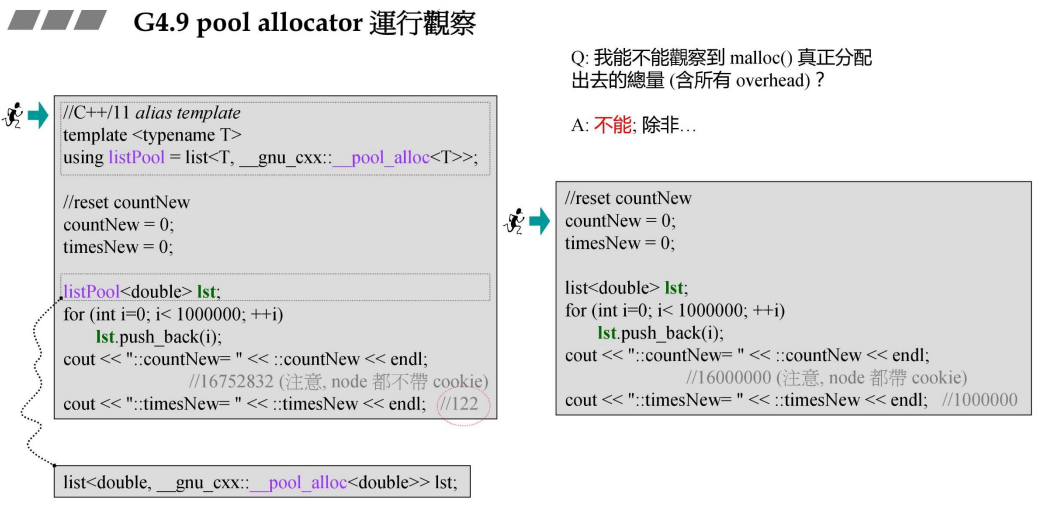 G4.9 pool allocator 運行觀察
Q: 我能不能觀察到 malloc() 真正分配
出去的總量 (含所有 overhead)？
A: 不能; 除非…
//C++/11 alias template
template <typename T>
using listPool = list<T, __gnu_cxx::__pool_alloc<T>>;
//reset countNew
countNew = 0;
timesNew = 0;
listPool<double> lst;
for (int i=0; i< 1000000; ++i)
lst.push_back(i);
cout << "::countNew= " << ::countNew << endl;
//16752832 (注意, node 都不帶 cookie)
cout << "::timesNew= " << ::timesNew << endl; //122
list<double, __gnu_cxx::__pool_alloc<double>> lst;
//reset countNew
countNew = 0;
timesNew = 0;
list<double> lst;
for (int i=0; i< 1000000; ++i)
lst.push_back(i);
cout << "::countNew= " << ::countNew << endl;
//16000000 (注意, node 都帶 cookie)
cout << "::timesNew= " << ::timesNew << endl; //1000000